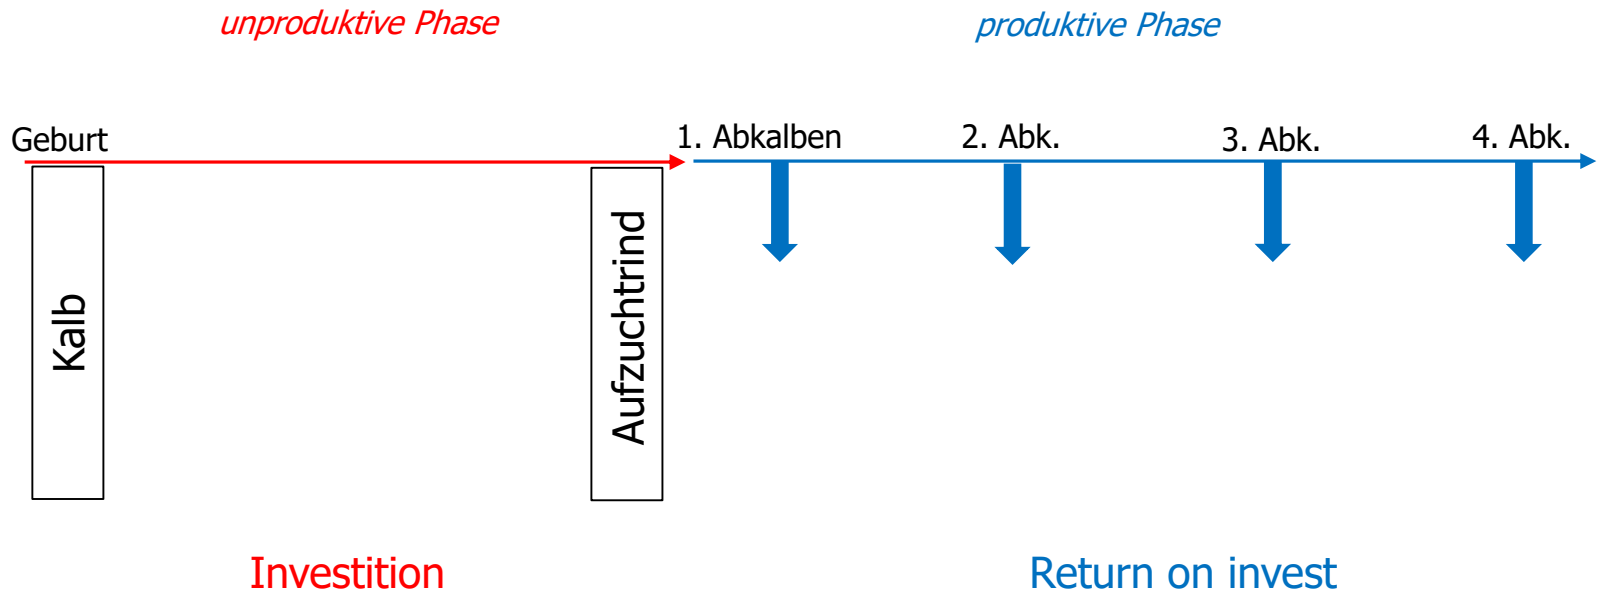 unproduktive Phase
produktive Phase
Geburt
1. Abkalben
2. Abk.
3. Abk.
4. Abk.
Kalb
Aufzuchtrind
Investition
Return on invest